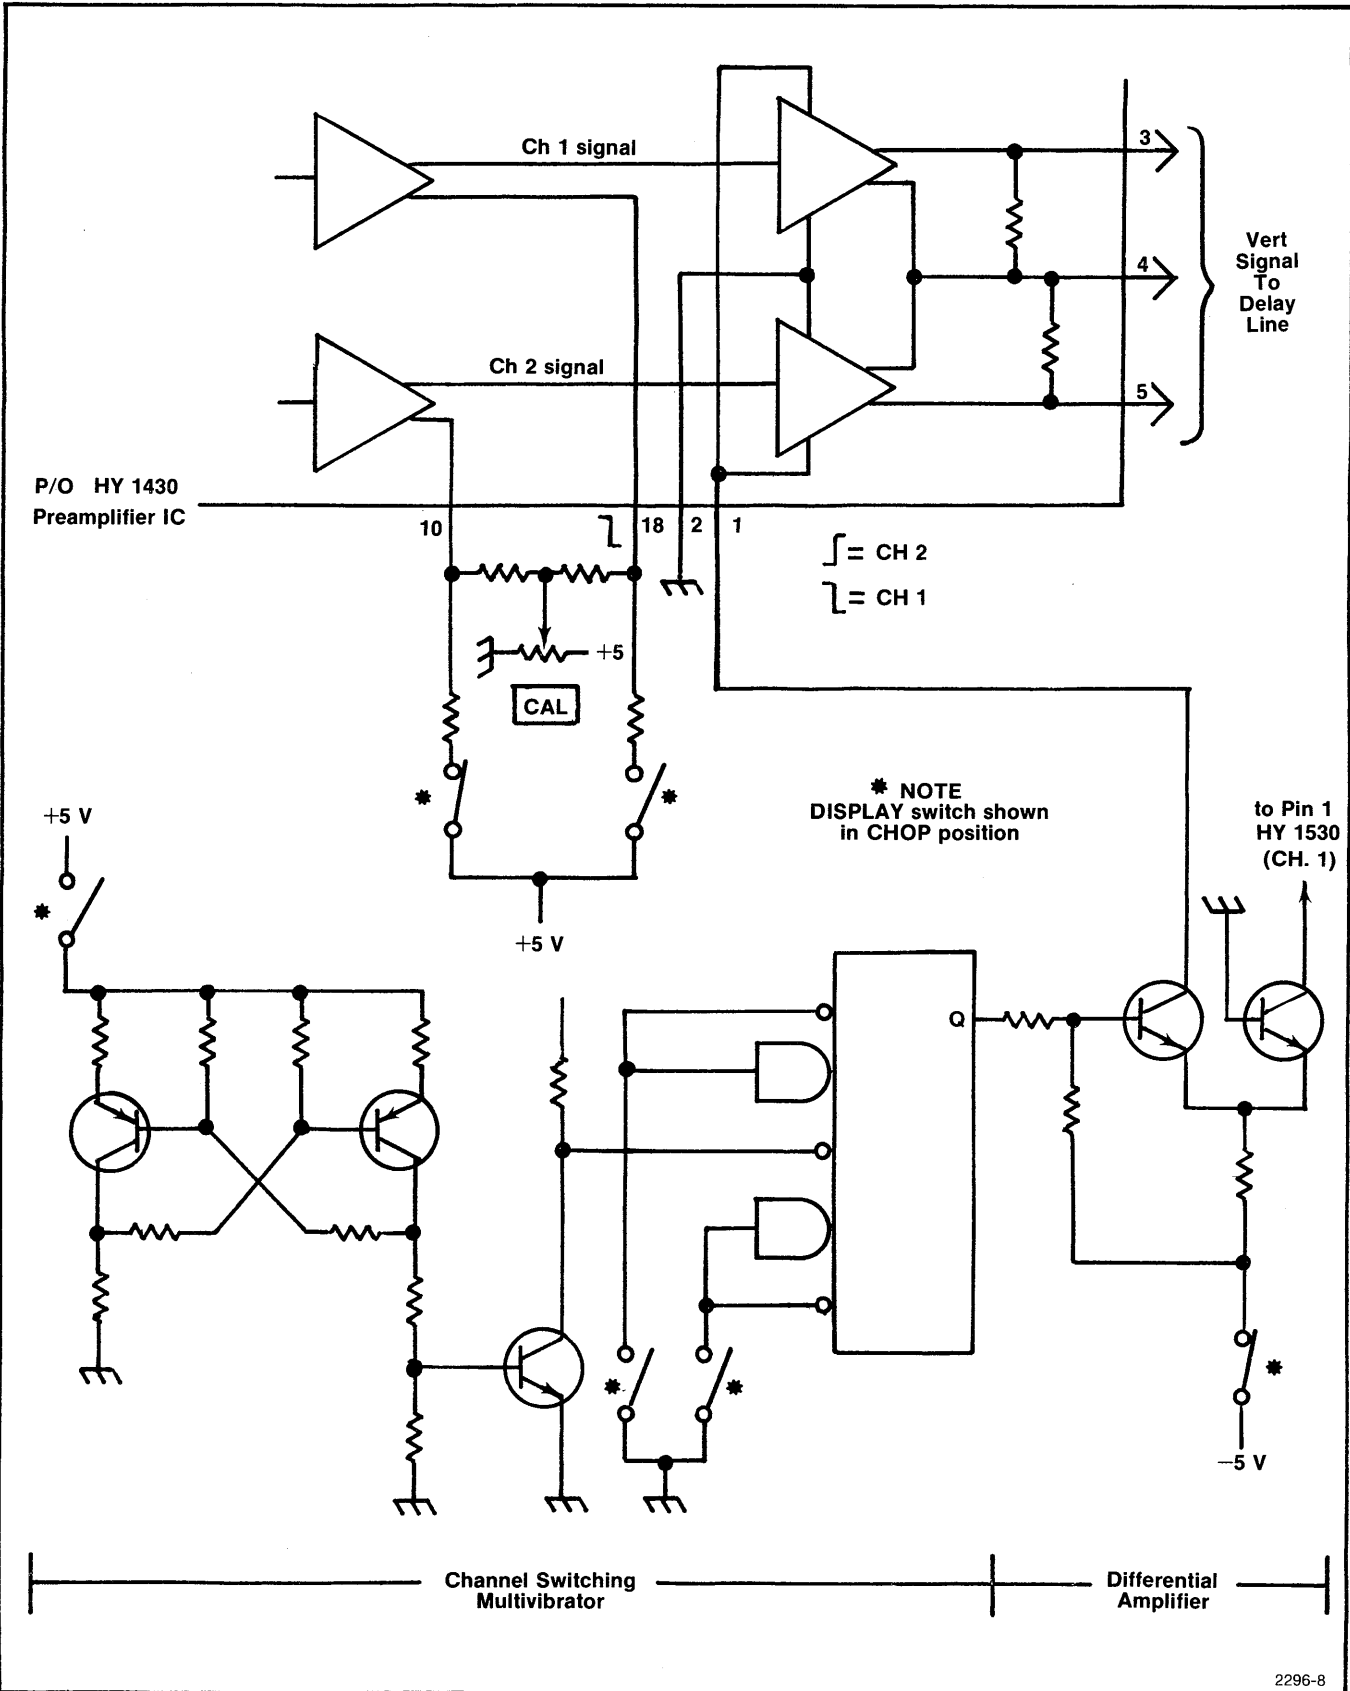 Ch 1 signal
3
Vert
Signal
To
Delay
Line
4
Ch 2 signal
5
P/O HY 1430
Preamplifier IC
10
18
2
1
= CH 2
= CH 1
+5
CAL
* NOTE
DISPLAY switch shown
in CHOP position
*
*
+5 V
*
+5 V
to Pin 1
HY 1530
(CH. 1)
Q
*
*
*
−5 V
Channel Switching
Multivibrator
Differential
Amplifier
2296-8